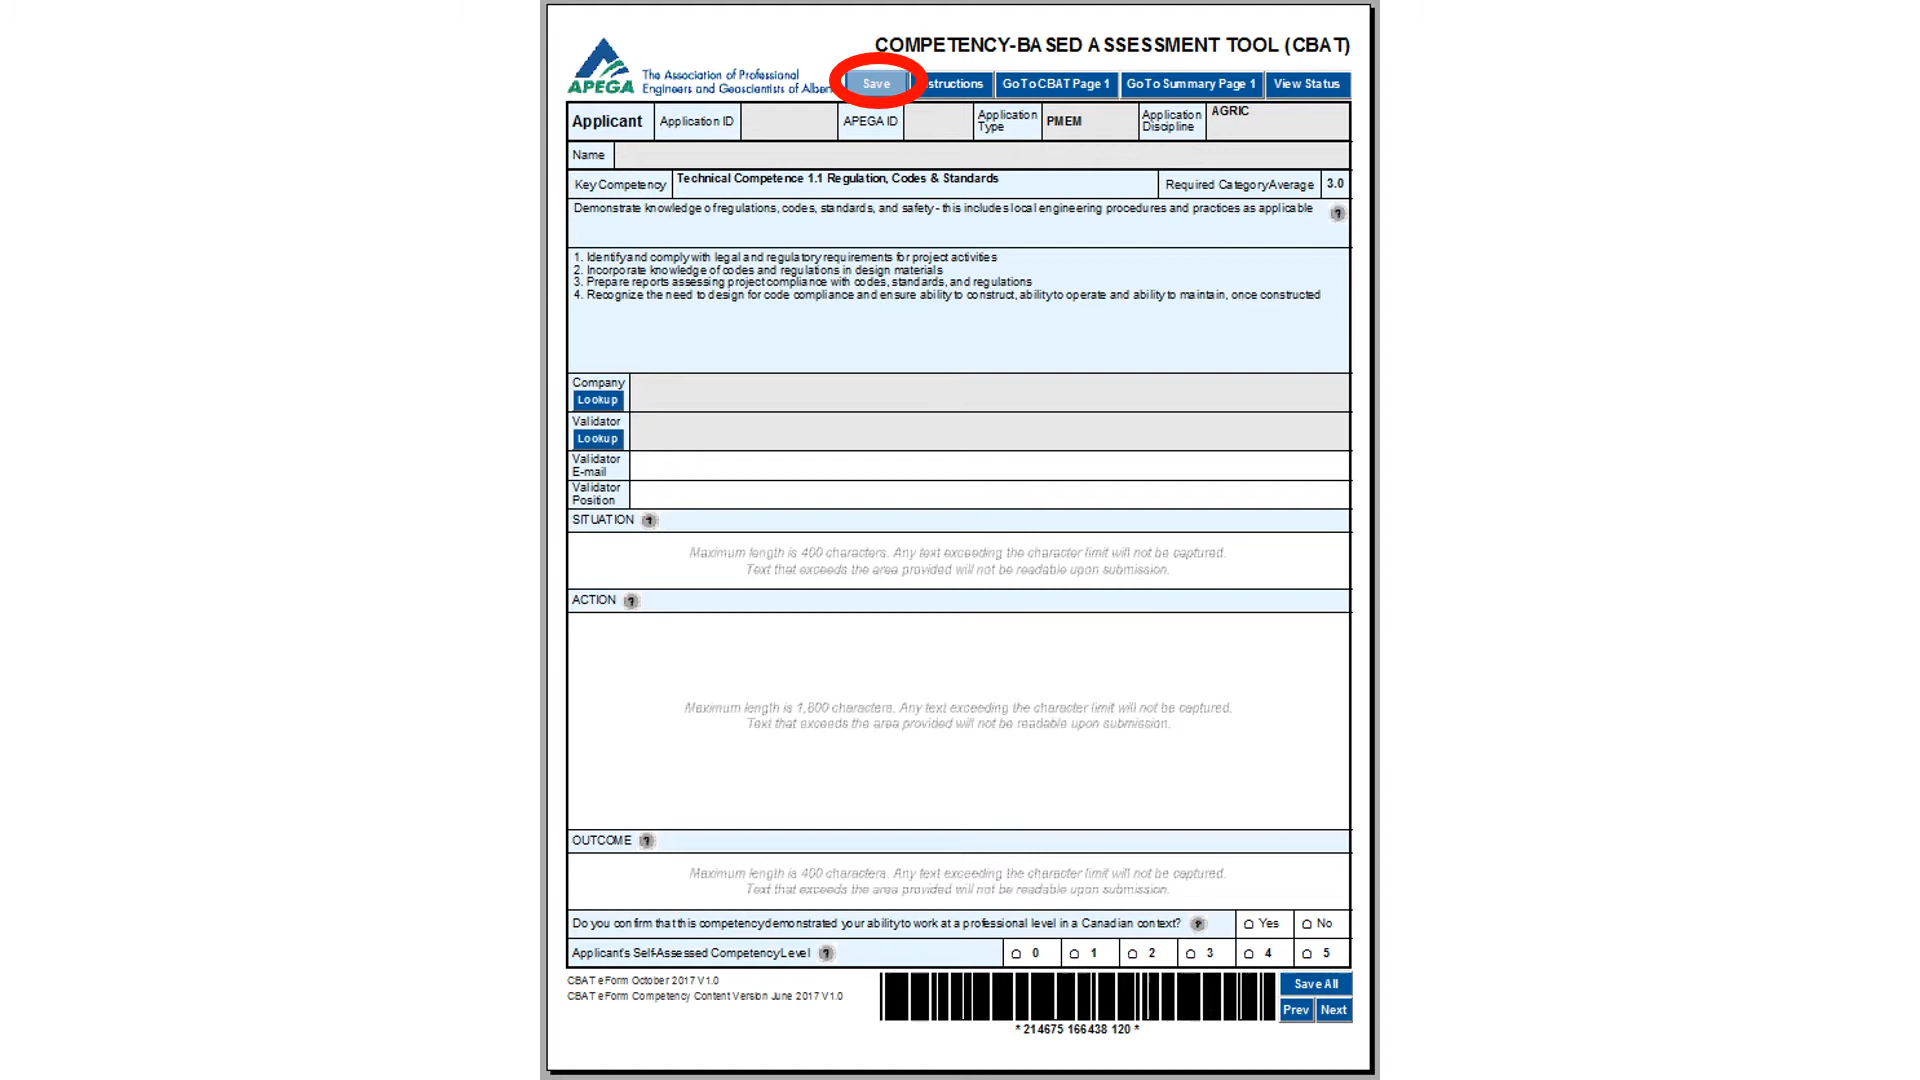 COMPETENCY-BASED ASSESSMENT TOOL (CBAT)
APEGA
The Association of Professional
Engineers and Geoscientists of
Save
GoTo CBAT Page 1
GoTo Summary Page 1
View Status
Applicant
Application ID
APEGA ID
Application Type
PMEM
Application Discipline
AGRIC
Name
Key Competency
Technical Competence 1.1 Regulation, Codes & Standards
Required Category Average
3.0
Demonstrate knowledge of regulations, codes, standards, and safety - this includes local engineering procedures and practices as applicable
?
1. Identify and comply with legal and regulatory requirements for project activities
2. Incorporate knowledge of codes and regulations in design materials
3. Prepare reports assessing project compliance with codes, standards, and regulations
4. Recognize the need to design for code compliance and ensure ability to construct, ability to operate and ability to maintain, once constructed
Company
Lookup
Validator
Lookup
Validator
E-mail
Validator
Position
SITUATION ?
Maximum length is 400 characters. Any text exceeding the character limit will not be captured.
Text that exceeds the area provided will not be readable upon submission.
ACTION ?
Maximum length is 1,800 characters. Any text exceeding the character limit will not be captured.
Text that exceeds the area provided will not be readable upon submission.
OUTCOME ?
Maximum length is 400 characters. Any text exceeding the character limit will not be captured.
Text that exceeds the area provided will not be readable upon submission.
Do you confirm that this competency demonstrated your ability to work at a professional level in a Canadian context? ? Yes No
Applicant's Self-Assessed Competency Level ? 0 1 2 3 4 5
CBAT eForm October 2017 V1.0
CBAT eForm Competency Content Version June 2017 V1.0
*214675 166438 120*
Save All
Prev Next